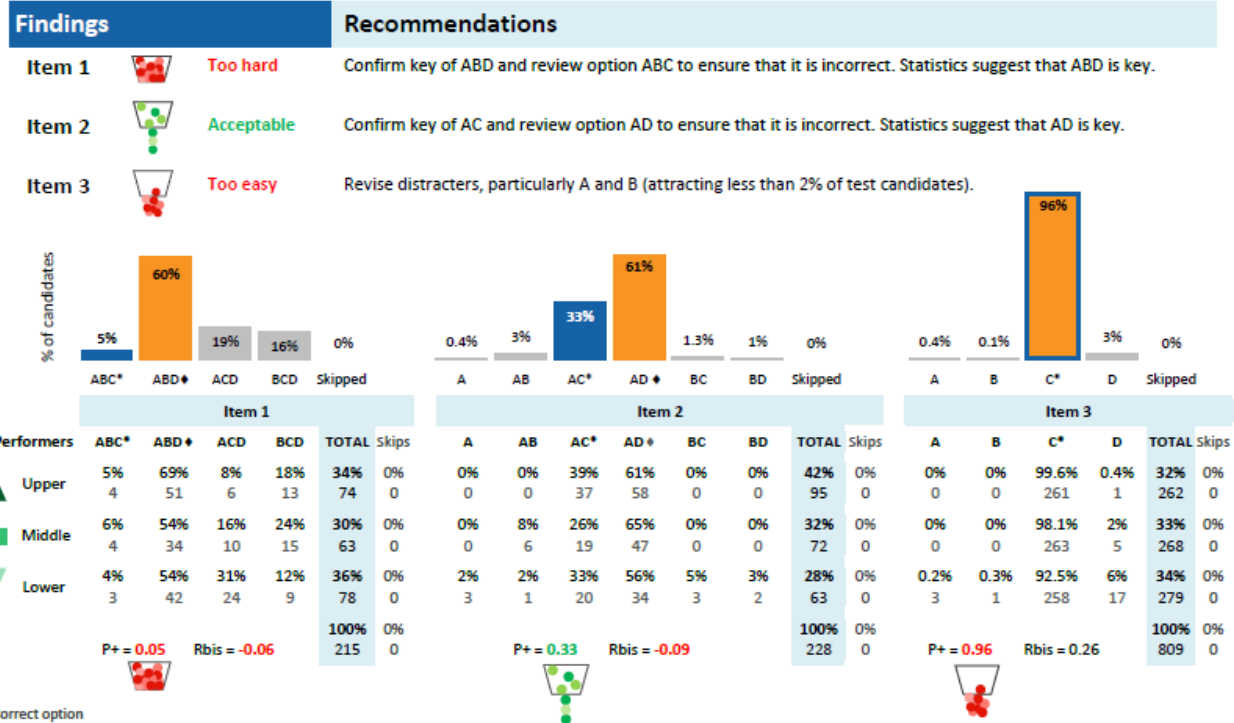 Findings Recommendations
Item 1 Too hard Confirm key of ABD and review option ABC to ensure that it is incorrect. Statistics suggest that ABD is key.
Item 2 Acceptable Confirm key of AC and review option AD to ensure that it is incorrect. Statistics suggest that AD is key.
Item 3 Too easy Revise distracters, particularly A and B (attracting less than 2% of test candidates).
% of candidates
5% 60% 19% 16% 0% 0.4% 3% 33% 61% 1.3% 1% 0% 0.4% 0.1% 96% 3% 0%
ABC* ABD♦ ACD BCD Skipped A AB AC* AD ♦ BC BD Skipped A B C* D Skipped
Item 1 Item 2 Item 3
Performers ABC* ABD♦ ACD BCD TOTAL Skips A AB AC* AD♦ BC BD TOTAL Skips A B C* D TOTAL Skips
Upper 5% 69% 8% 18% 34% 0% 0% 0% 39% 61% 0% 0% 42% 0% 0% 0% 99.6% 0.4% 32% 0%
4 51 6 13 74 0 0 0 37 58 0 0 95 0 0 0 261 1 262 0
Middle 6% 54% 16% 24% 30% 0% 0% 8% 26% 65% 0% 0% 32% 0% 0% 0% 98.1% 2% 33% 0%
4 34 10 15 63 0 0 6 19 47 0 0 72 0 0 0 263 5 268 0
Lower 4% 54% 31% 12% 36% 0% 2% 2% 33% 56% 5% 3% 28% 0% 0.2% 0.3% 92.5% 6% 34% 0%
3 42 24 9 78 0 3 1 20 34 3 2 63 0 3 1 258 17 279 0
100% 0% 100% 0% 100% 0%
P+ = 0.05 Rbis = -0.06 215 0 P+ = 0.33 Rbis = -0.09 228 0 P+ = 0.96 Rbis = 0.26 809 0
orrect option